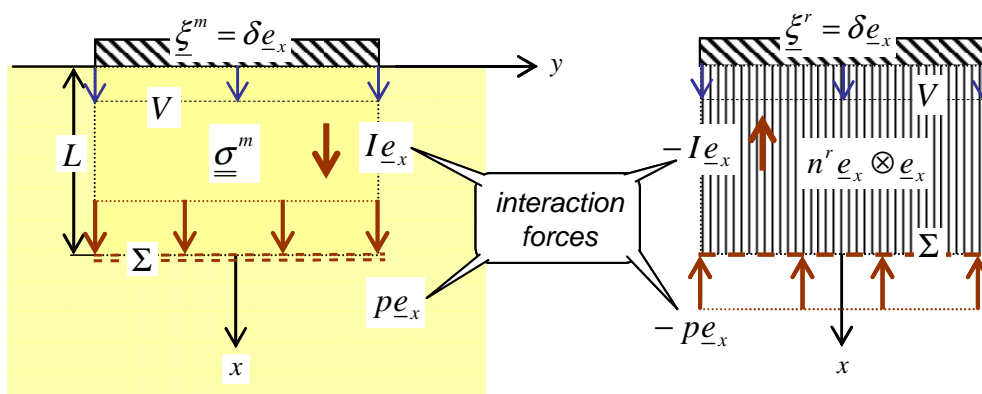 ξ^m = δe_x
ξ^r = δe_x
y
V
V
L
σ^m
Ie_x
− Ie_x
n^r e_x ⊗ e_x
interaction
forces
Σ
Σ
pe_x
− pe_x
x
x